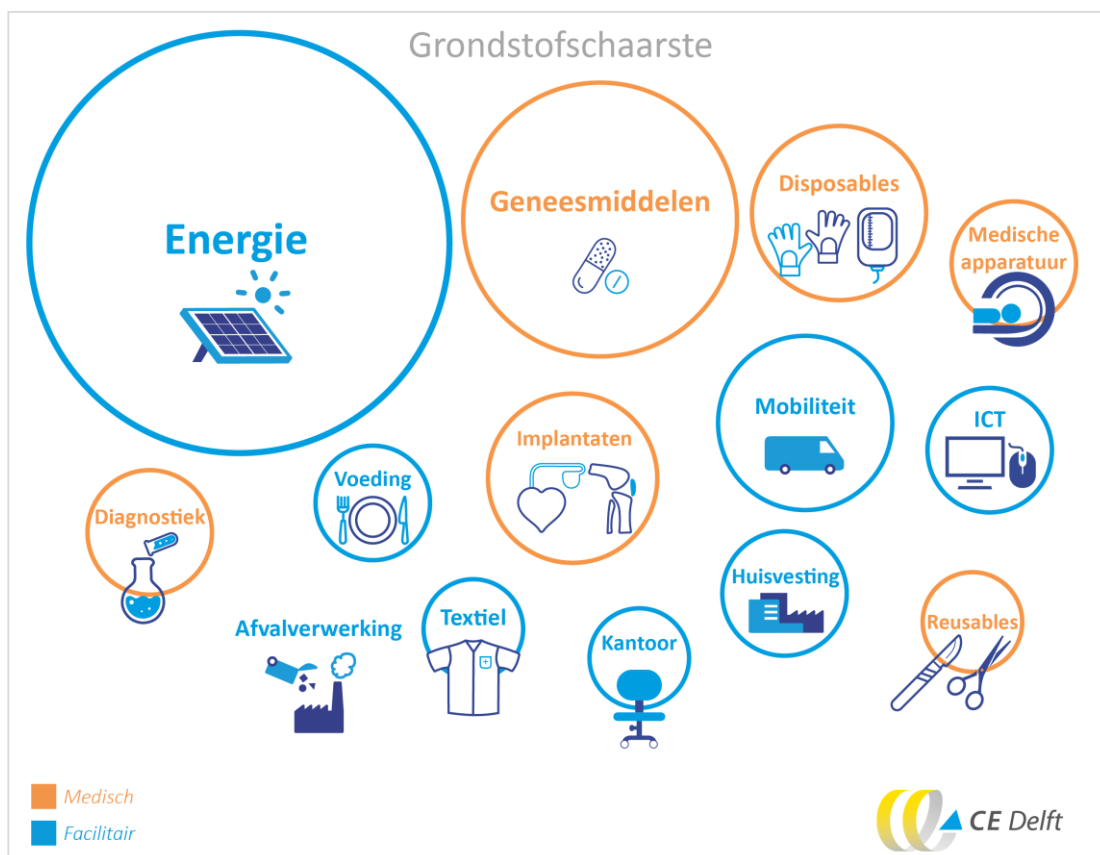 Grondstofschaarste
Energie
Geneesmiddelen
Disposables
Medische
apparatuur
Diagnostiek
Voeding
Implantaten
Mobiliteit
ICT
Afvalverwerking
Textiel
Kantoor
Huisvesting
Reusables
Medisch
Facilitair
CE Delft